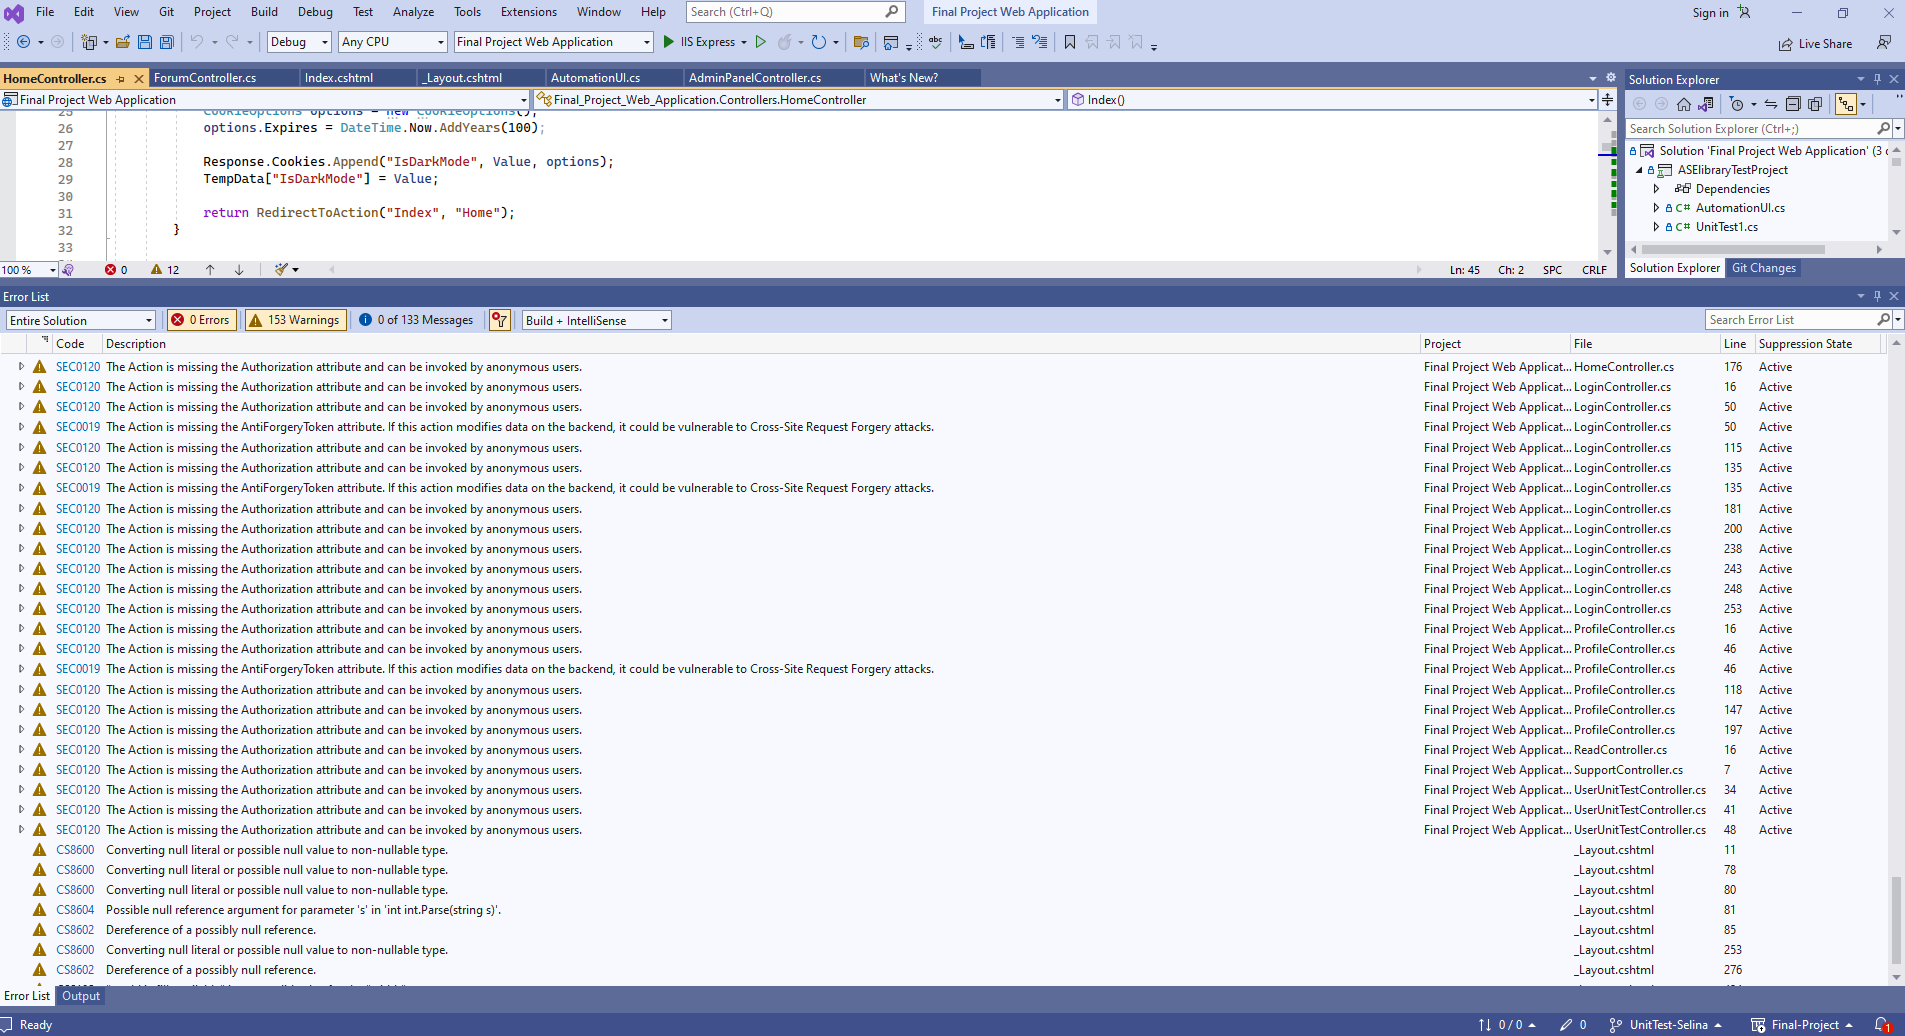 File Edit View Git Project Build Debug Test Analyze Tools Extensions Window Help Search (Ctrl+Q) Final Project Web Application Sign in
Debug Any CPU Final Project Web Application IIS Express Live Share
HomeController.cs ForumController.cs Index.cshtml _Layout.cshtml AutomationUI.cs AdminPanelController.cs What's New? Solution Explorer
Final Project Web Application Final_Project_Web_Application.Controllers.HomeController Index()
25 CookieOptions options = new CookieOptions();
26 options.Expires = DateTime.Now.AddYears(100);
27
28 Response.Cookies.Append("IsDarkMode", Value, options);
29 TempData["IsDarkMode"] = Value;
30
31 return RedirectToAction("Index", "Home");
32 }
33
Search Solution Explorer (Ctrl+;)
Solution 'Final Project Web Application' (3 
ASElibraryTestProject
Dependencies
AutomationUI.cs
UnitTest1.cs
100 % 0 12 Ln: 45 Ch: 2 SPC CRLF
Solution Explorer Git Changes
Error List
Entire Solution 0 Errors 153 Warnings 0 of 133 Messages Build + IntelliSense Search Error List
Code Description Project File Line Suppression State
SEC0120 The Action is missing the Authorization attribute and can be invoked by anonymous users. Final Project Web Applicat... HomeController.cs 176 Active
SEC0120 The Action is missing the Authorization attribute and can be invoked by anonymous users. Final Project Web Applicat... LoginController.cs 16 Active
SEC0120 The Action is missing the Authorization attribute and can be invoked by anonymous users. Final Project Web Applicat... LoginController.cs 50 Active
SEC0019 The Action is missing the AntiForgeryToken attribute. If this action modifies data on the backend, it could be vulnerable to Cross-Site Request Forgery attacks. Final Project Web Applicat... LoginController.cs 50 Active
SEC0120 The Action is missing the Authorization attribute and can be invoked by anonymous users. Final Project Web Applicat... LoginController.cs 115 Active
SEC0120 The Action is missing the Authorization attribute and can be invoked by anonymous users. Final Project Web Applicat... LoginController.cs 135 Active
SEC0019 The Action is missing the AntiForgeryToken attribute. If this action modifies data on the backend, it could be vulnerable to Cross-Site Request Forgery attacks. Final Project Web Applicat... LoginController.cs 135 Active
SEC0120 The Action is missing the Authorization attribute and can be invoked by anonymous users. Final Project Web Applicat... LoginController.cs 181 Active
SEC0120 The Action is missing the Authorization attribute and can be invoked by anonymous users. Final Project Web Applicat... LoginController.cs 200 Active
SEC0120 The Action is missing the Authorization attribute and can be invoked by anonymous users. Final Project Web Applicat... LoginController.cs 238 Active
SEC0120 The Action is missing the Authorization attribute and can be invoked by anonymous users. Final Project Web Applicat... LoginController.cs 243 Active
SEC0120 The Action is missing the Authorization attribute and can be invoked by anonymous users. Final Project Web Applicat... LoginController.cs 248 Active
SEC0120 The Action is missing the Authorization attribute and can be invoked by anonymous users. Final Project Web Applicat... LoginController.cs 253 Active
SEC0120 The Action is missing the Authorization attribute and can be invoked by anonymous users. Final Project Web Applicat... ProfileController.cs 16 Active
SEC0120 The Action is missing the Authorization attribute and can be invoked by anonymous users. Final Project Web Applicat... ProfileController.cs 46 Active
SEC0019 The Action is missing the AntiForgeryToken attribute. If this action modifies data on the backend, it could be vulnerable to Cross-Site Request Forgery attacks. Final Project Web Applicat... ProfileController.cs 46 Active
SEC0120 The Action is missing the Authorization attribute and can be invoked by anonymous users. Final Project Web Applicat... ProfileController.cs 118 Active
SEC0120 The Action is missing the Authorization attribute and can be invoked by anonymous users. Final Project Web Applicat... ProfileController.cs 147 Active
SEC0120 The Action is missing the Authorization attribute and can be invoked by anonymous users. Final Project Web Applicat... ProfileController.cs 197 Active
SEC0120 The Action is missing the Authorization attribute and can be invoked by anonymous users. Final Project Web Applicat... ReadController.cs 16 Active
SEC0120 The Action is missing the Authorization attribute and can be invoked by anonymous users. Final Project Web Applicat... SupportController.cs 7 Active
SEC0120 The Action is missing the Authorization attribute and can be invoked by anonymous users. Final Project Web Applicat... UserUnitTestController.cs 34 Active
SEC0120 The Action is missing the Authorization attribute and can be invoked by anonymous users. Final Project Web Applicat... UserUnitTestController.cs 41 Active
SEC0120 The Action is missing the Authorization attribute and can be invoked by anonymous users. Final Project Web Applicat... UserUnitTestController.cs 48 Active
CS8600 Converting null literal or possible null value to non-nullable type. _Layout.cshtml 11
CS8600 Converting null literal or possible null value to non-nullable type. _Layout.cshtml 78
CS8600 Converting null literal or possible null value to non-nullable type. _Layout.cshtml 80
CS8604 Possible null reference argument for parameter 's' in 'int int.Parse(string s)'. _Layout.cshtml 81
CS8602 Dereference of a possibly null reference. _Layout.cshtml 85
CS8600 Converting null literal or possible null value to non-nullable type. _Layout.cshtml 253
CS8602 Dereference of a possibly null reference. _Layout.cshtml 276
Error List Output
Ready 0 / 0 0 UnitTest-Selina Final-Project 1